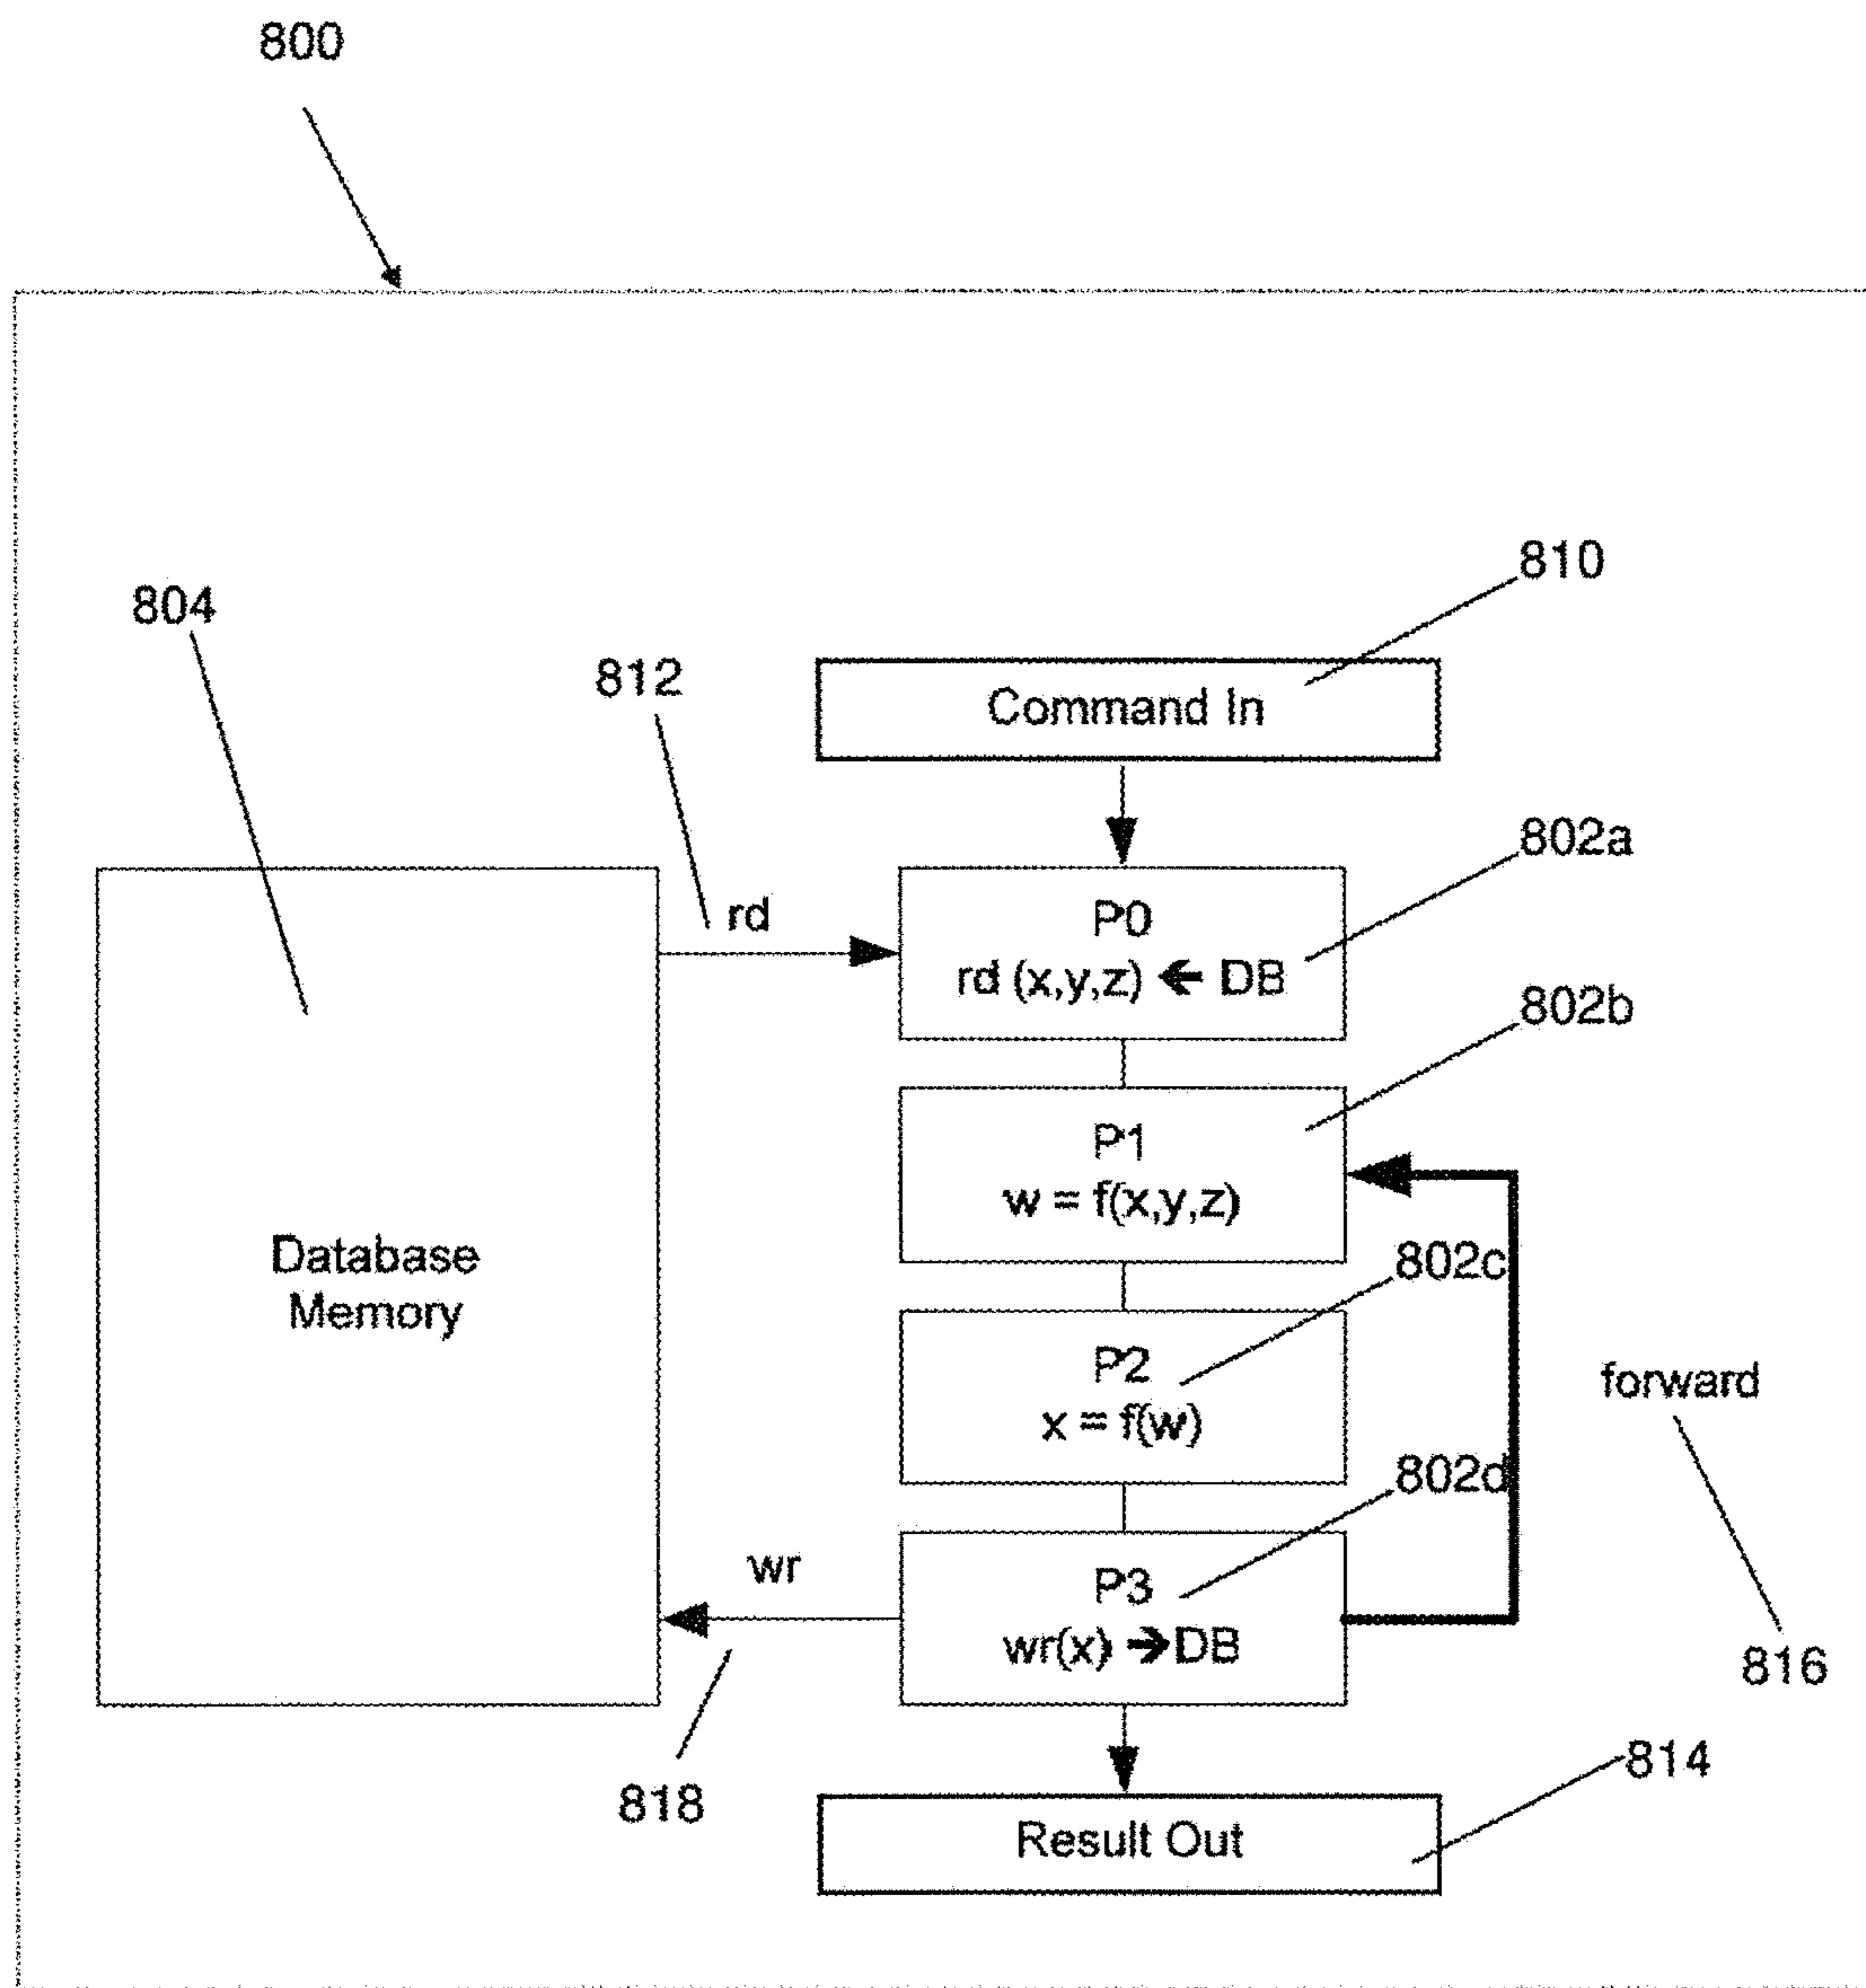 800
810
804
812
Command In
802a
rd
P0
rd (x,y,z) ← DB
802b
P1
w = f(x,y,z)
802c
Database
Memory
P2
x = f(w)
forward
802d
wr
P3
wr(x) →DB
816
818
814
Result Out